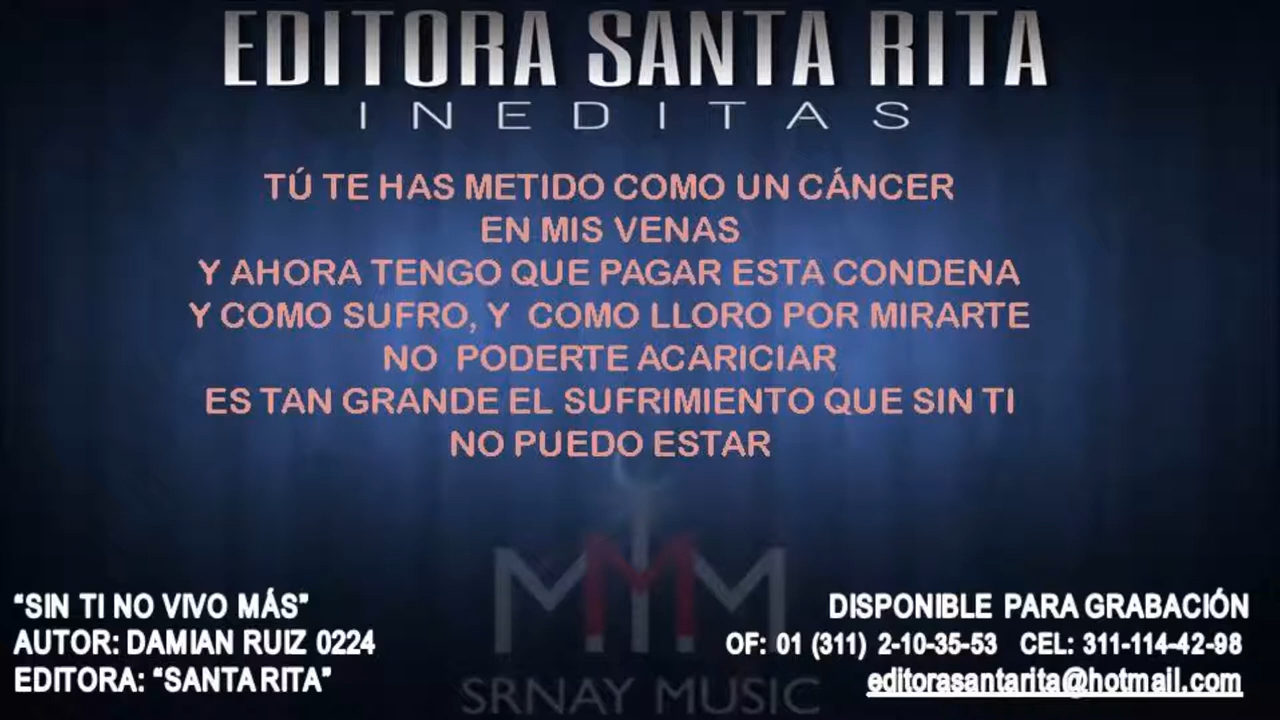 EDITORA SANTA RITA
INEDITAS
TÚ TE HAS METIDO COMO UN CÁNCER
EN MIS VENAS
Y AHORA TENGO QUE PAGAR ESTA CONDENA
Y COMO SUFRO, Y COMO LLORO POR MIRARTE
NO PODERTE ACARICIAR
ES TAN GRANDE EL SUFRIMIENTO QUE SIN TI
NO PUEDO ESTAR
"SIN TI NO VIVO MÁS"
AUTOR: DAMIAN RUIZ 0224
EDITORA: "SANTA RITA"
DISPONIBLE PARA GRABACIÓN
OF: 01 (311) 2-10-35-53 CEL: 311-114-42-98
editorasantarita@hotmail.com
MYM
SRNAY MUSIC